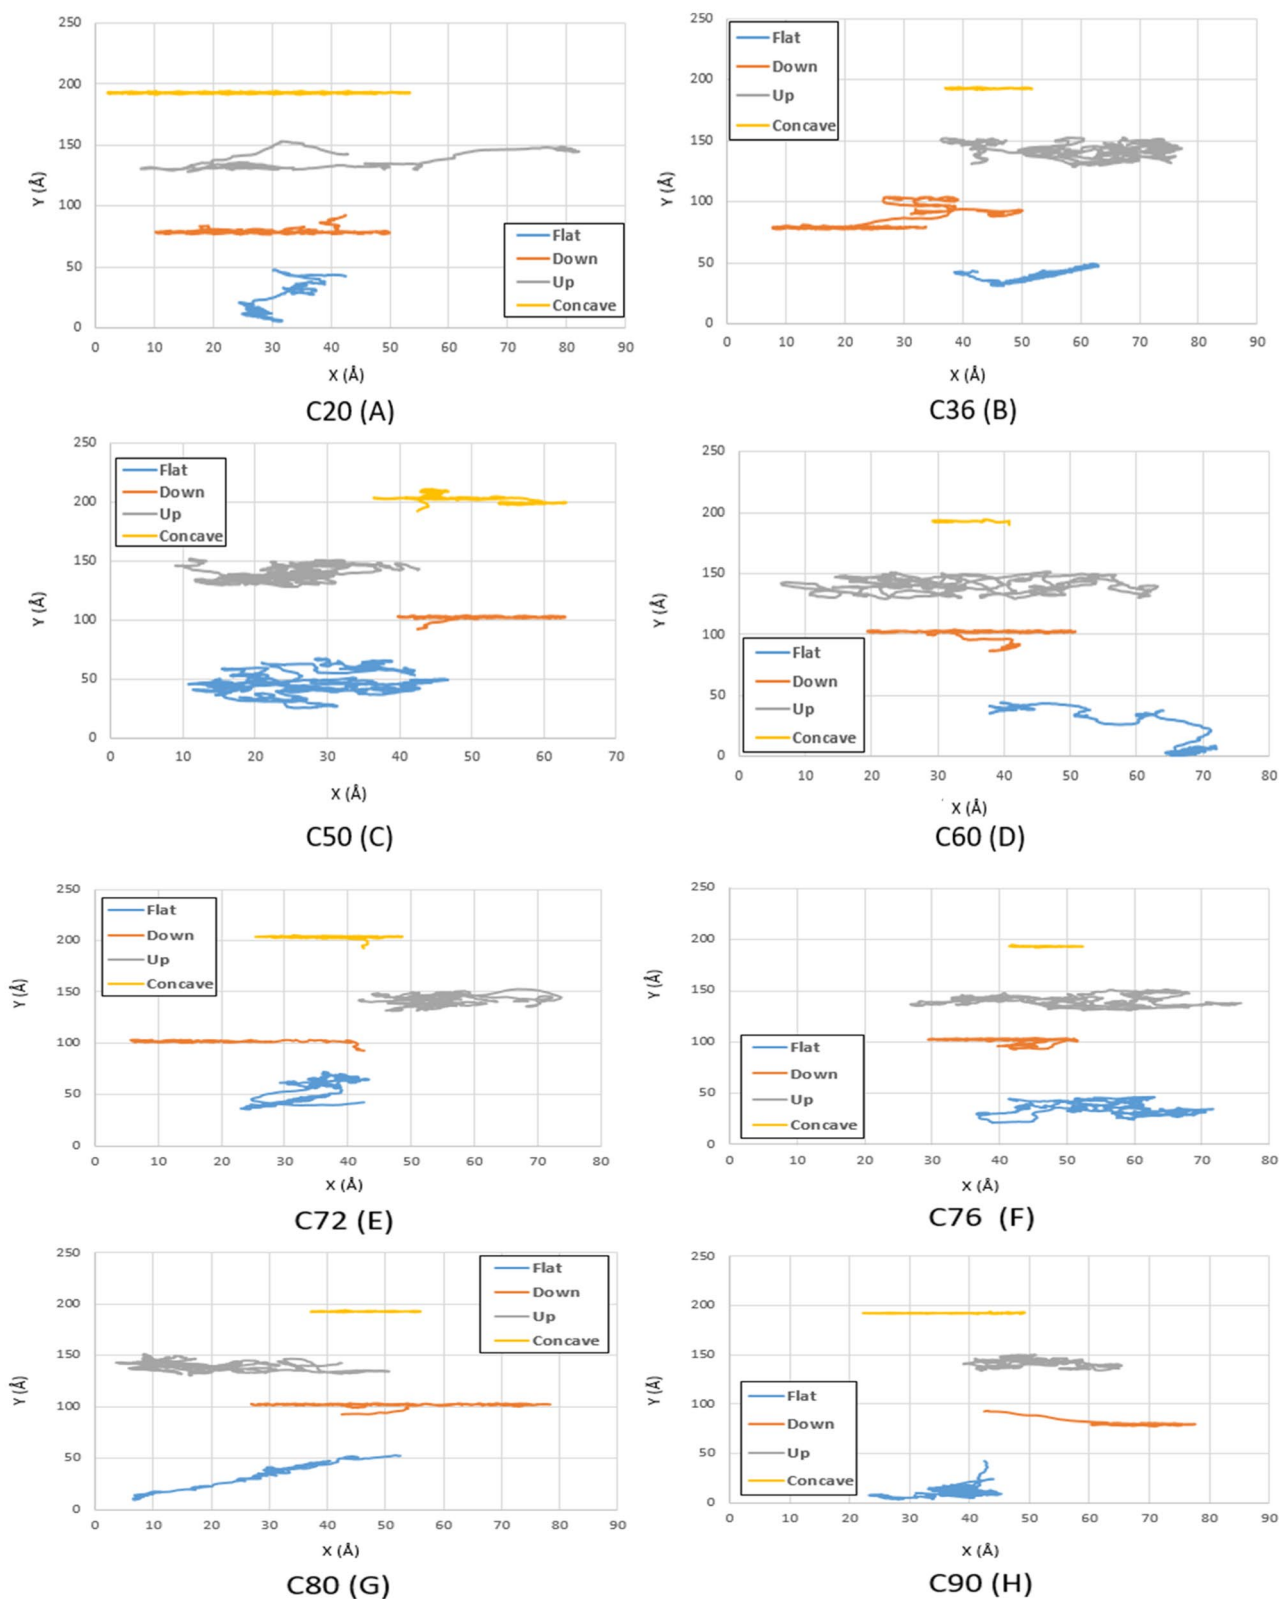 250
200
150
100
50
0
Y (Å)
0 10 20 30 40 50 60 70 80 90
X (Å)
Flat
Down
Up
Concave
C20 (A)
250
200
150
100
50
0
Y (Å)
0 10 20 30 40 50 60 70 80 90
X (Å)
Flat
Down
Up
Concave
C36 (B)
250
200
150
100
50
0
Y (Å)
0 10 20 30 40 50 60 70
X (Å)
Flat
Down
Up
Concave
C50 (C)
250
200
150
100
50
0
Y (Å)
0 10 20 30 40 50 60 70 80
X (Å)
Flat
Down
Up
Concave
C60 (D)
250
200
150
100
50
0
Y (Å)
0 10 20 30 40 50 60 70 80
X (Å)
Flat
Down
Up
Concave
C72 (E)
250
200
150
100
50
0
Y (Å)
0 10 20 30 40 50 60 70 80
X (Å)
Flat
Down
Up
Concave
C76 (F)
250
200
150
100
50
0
Y (Å)
0 10 20 30 40 50 60 70 80 90
X (Å)
Flat
Down
Up
Concave
C80 (G)
250
200
150
100
50
0
Y (Å)
0 10 20 30 40 50 60 70 80 90
X (Å)
Flat
Down
Up
Concave
C90 (H)